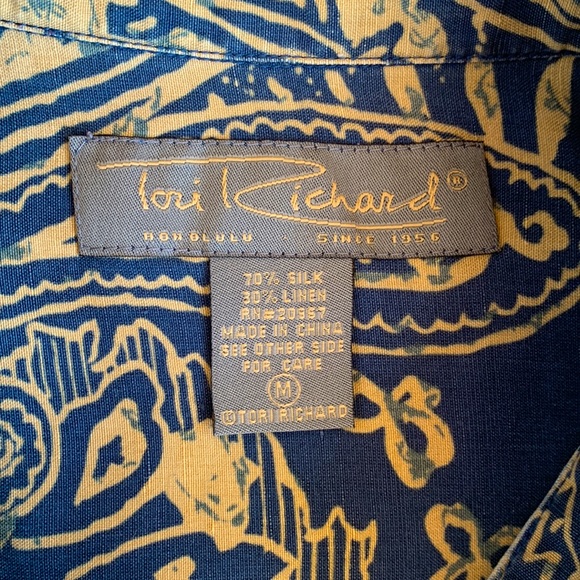 Tori Richard ®
HONOLULU SINCE 1956
70% SILK
30% LINEN
RN#20957
MADE IN CHINA
SEE OTHER SIDE
FOR CARE
M
©TORI RICHARD